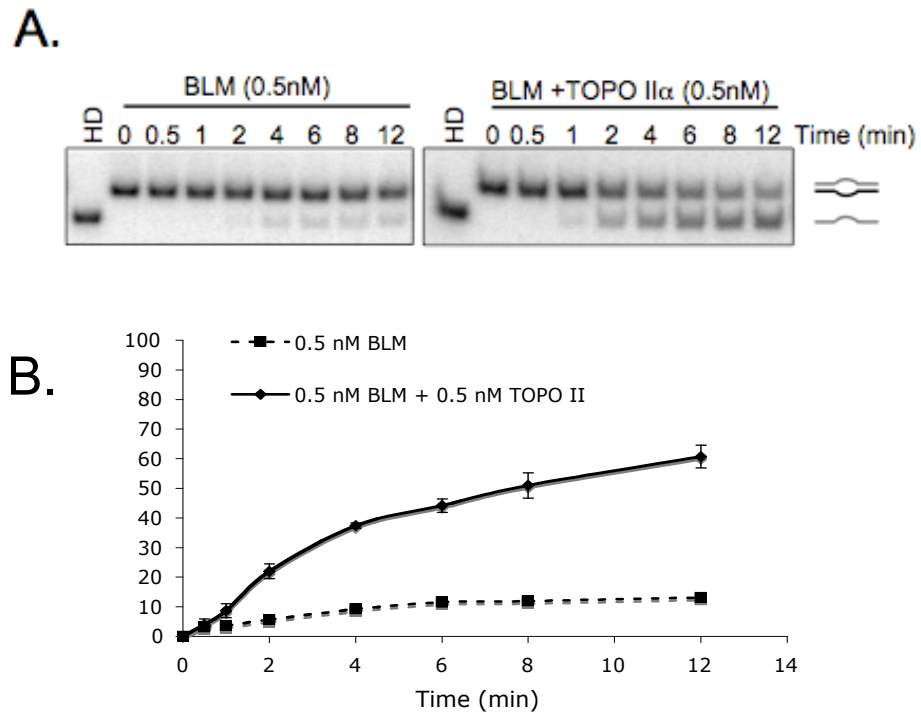 A.
BLM (0.5nM)
HD 0 0.5 1 2 4 6 8 12
BLM +TOPO IIα (0.5nM)
HD 0 0.5 1 2 4 6 8 12 Time (min)
B.
0.5 nM BLM
0.5 nM BLM + 0.5 nM TOPO II
100
90
80
70
60
50
40
30
20
10
0
0 2 4 6 8 10 12 14
Time (min)